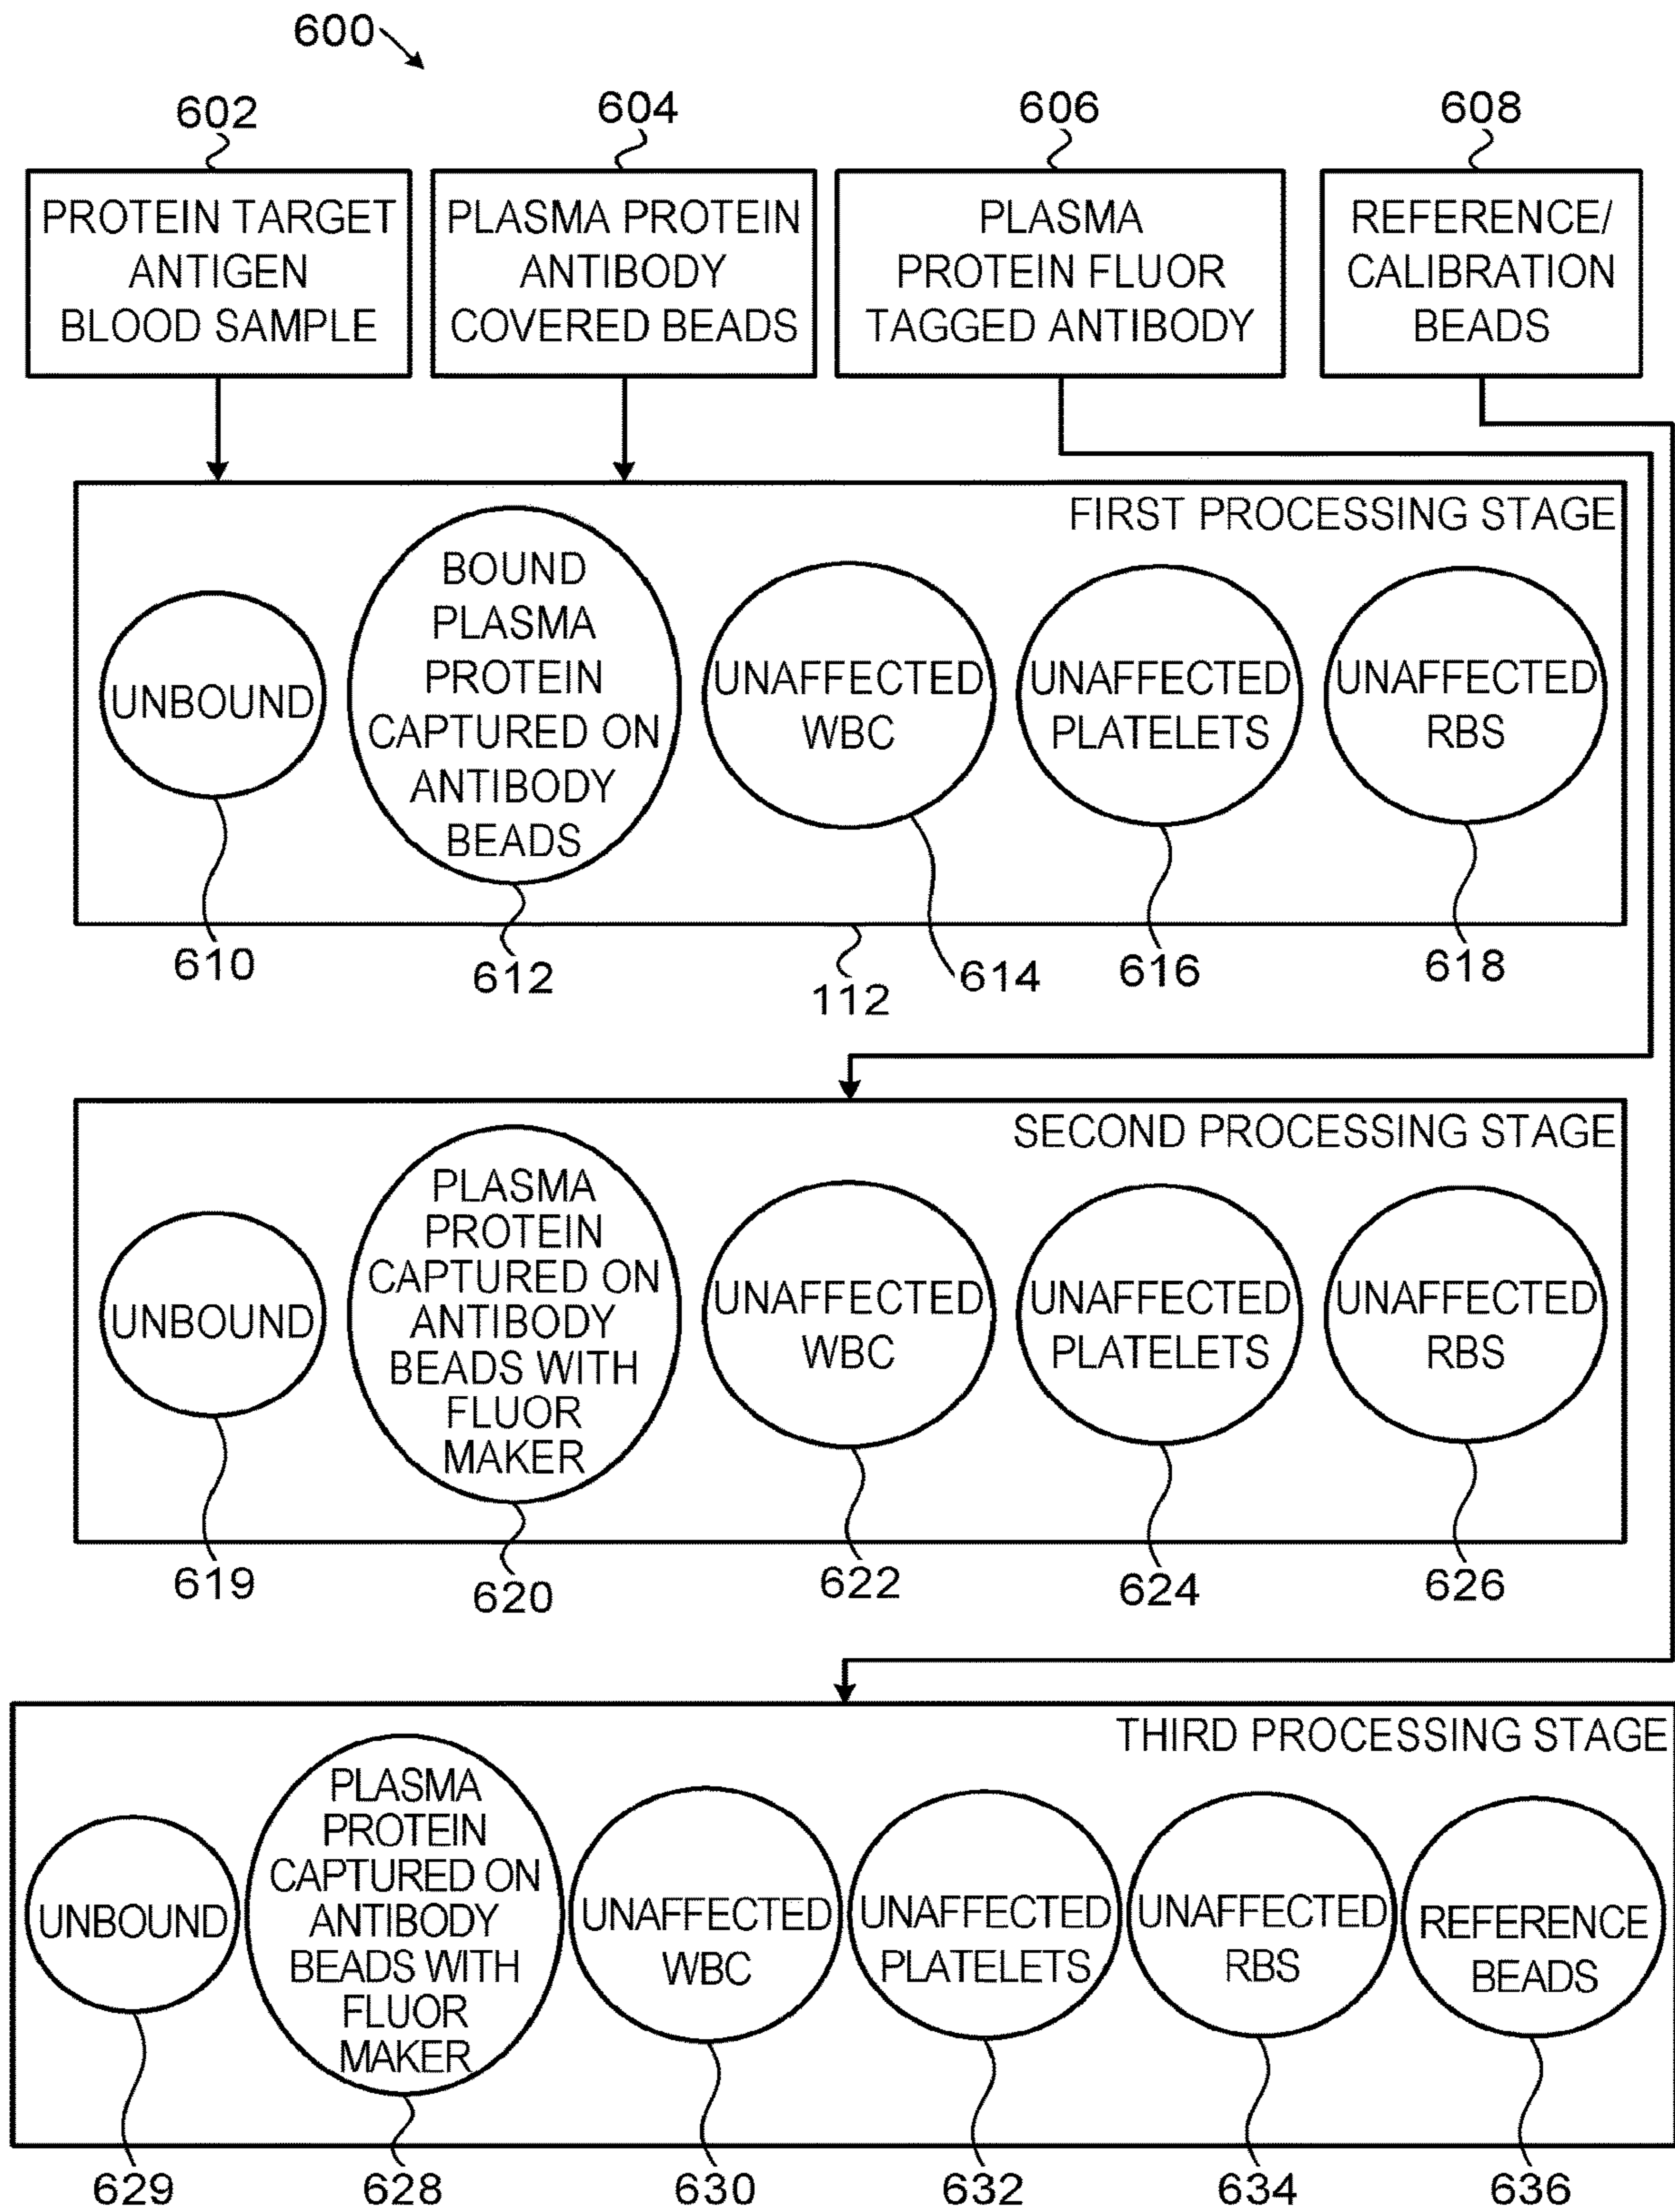 600
602
604
606
608
PROTEIN TARGET
ANTIGEN
BLOOD SAMPLE
PLASMA PROTEIN
ANTIBODY
COVERED BEADS
PLASMA
PROTEIN FLUOR
TAGGED ANTIBODY
REFERENCE/
CALIBRATION
BEADS
FIRST PROCESSING STAGE
UNBOUND
BOUND
PLASMA
PROTEIN
CAPTURED ON
ANTIBODY
BEADS
UNAFFECTED
WBC
UNAFFECTED
PLATELETS
UNAFFECTED
RBS
610
612
112
614
616
618
SECOND PROCESSING STAGE
UNBOUND
PLASMA
PROTEIN
CAPTURED ON
ANTIBODY
BEADS WITH
FLUOR
MAKER
UNAFFECTED
WBC
UNAFFECTED
PLATELETS
UNAFFECTED
RBS
619
620
622
624
626
THIRD PROCESSING STAGE
UNBOUND
PLASMA
PROTEIN
CAPTURED ON
ANTIBODY
BEADS WITH
FLUOR
MAKER
UNAFFECTED
WBC
UNAFFECTED
PLATELETS
UNAFFECTED
RBS
REFERENCE
BEADS
629
628
630
632
634
636